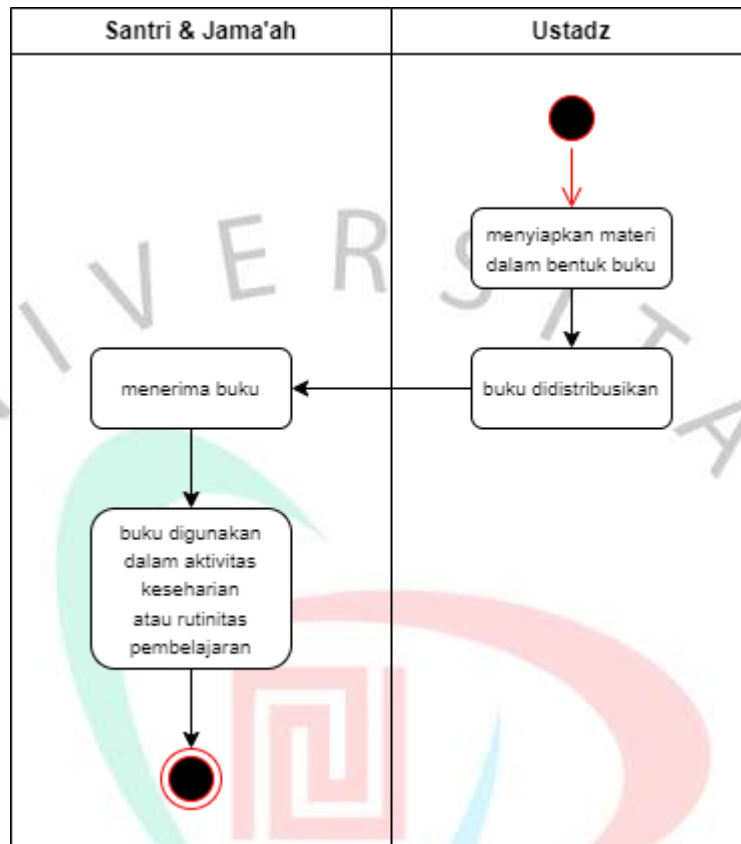 Santri & Jama'ah
Ustadz
menyiapkan materi
dalam bentuk buku
buku didistribusikan
menerima buku
buku digunakan
dalam aktivitas
keseharian
atau rutinitas
pembelajaran
IVERSITA